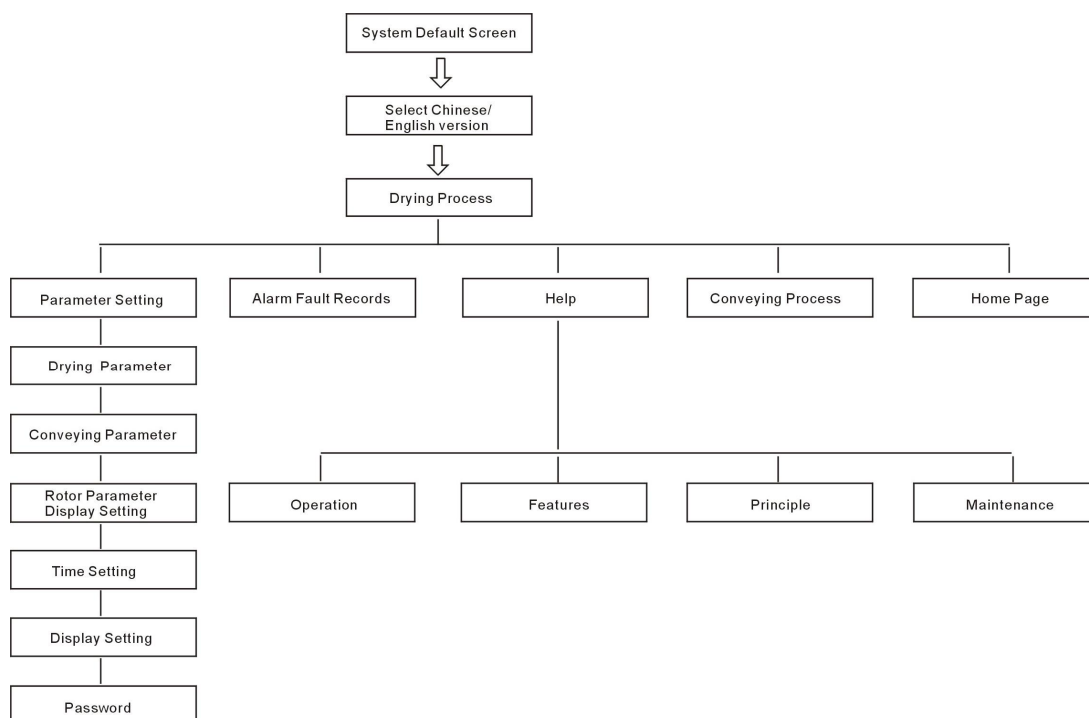 System Default Screen
Select Chinese/
English version
Drying Process
Parameter Setting
Alarm Fault Records
Help
Conveying Process
Home Page
Drying Parameter
Conveying Parameter
Rotor Parameter
Display Setting
Operation
Features
Principle
Maintenance
Time Setting
Display Setting
Password